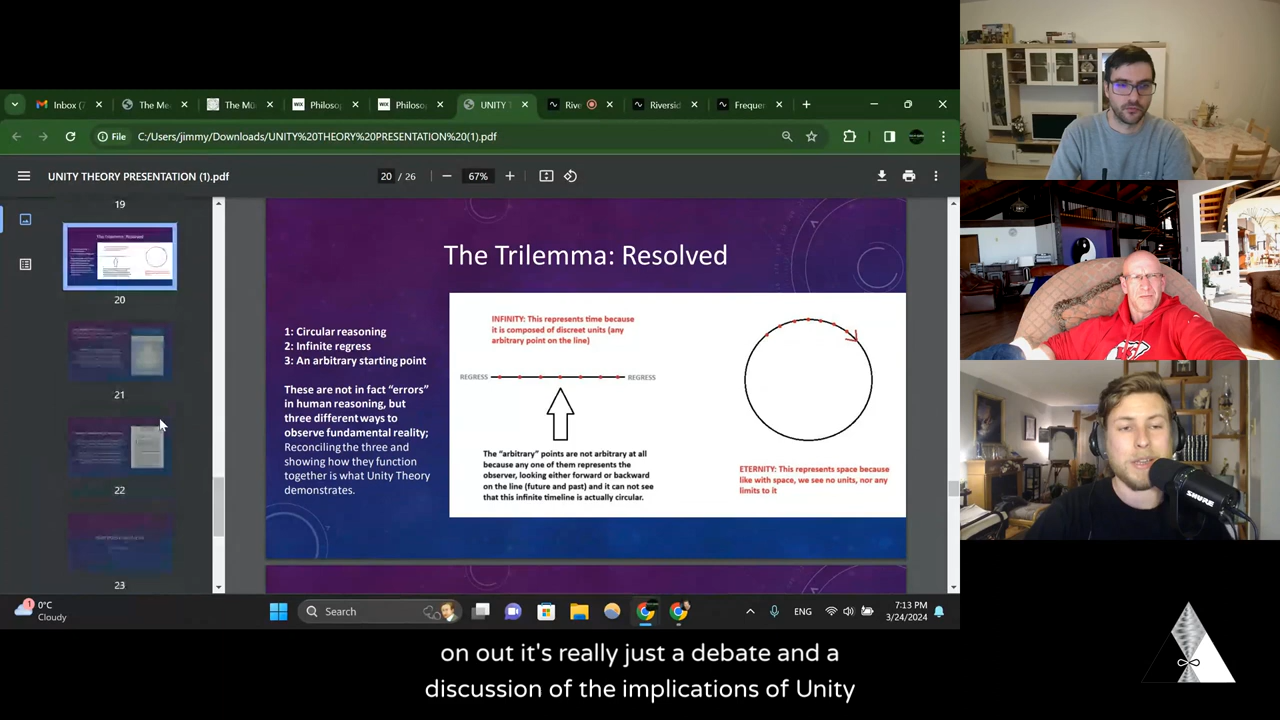 Inbox (7
The Me
The Mü
Philoso
Philosop
UNITY T
Rive
Riversid
Frequer
File
C:/Users/jimmy/Downloads/UNITY%20THEORY%20PRESENTATION%20(1).pdf
UNITY THEORY PRESENTATION (1).pdf
20 / 26
67%
19
20
21
22
23
The Trilemma: Resolved
1: Circular reasoning
2: Infinite regress
3: An arbitrary starting point
These are not in fact “errors”
in human reasoning, but
three different ways to
observe fundamental reality;
Reconciling the three and
showing how they function
together is what Unity Theory
demonstrates.
INFINITY: This represents time because
it is composed of discreet units (any
arbitrary point on the line)
REGRESS
REGRESS
The “arbitrary” points are not arbitrary at all
because any one of them represents the
observer, looking either forward or backward
on the line (future and past) and it can not see
that this infinite timeline is actually circular.
ETERNITY: This represents space because
like with space, we see no units, nor any
limits to it
SHURE
1
0°C
Cloudy
Search
ENG
7:13 PM
3/24/2024
on out it's really just a debate and a
discussion of the implications of Unity